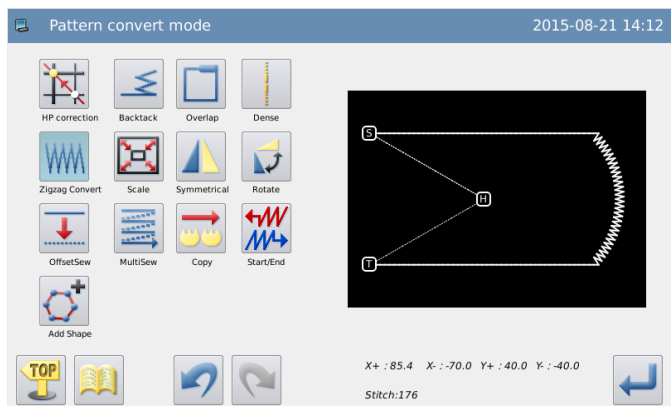 Pattern convert mode 2015-08-21 14:12
HP correction Backtack Overlap Dense
Zigzag Convert Scale Symmetrical Rotate
OffsetSew MultiSew Copy Start/End
Add Shape
S
H
T
TOP
X+ : 85.4 X- : -70.0 Y+ : 40.0 Y- : -40.0
Stitch:176